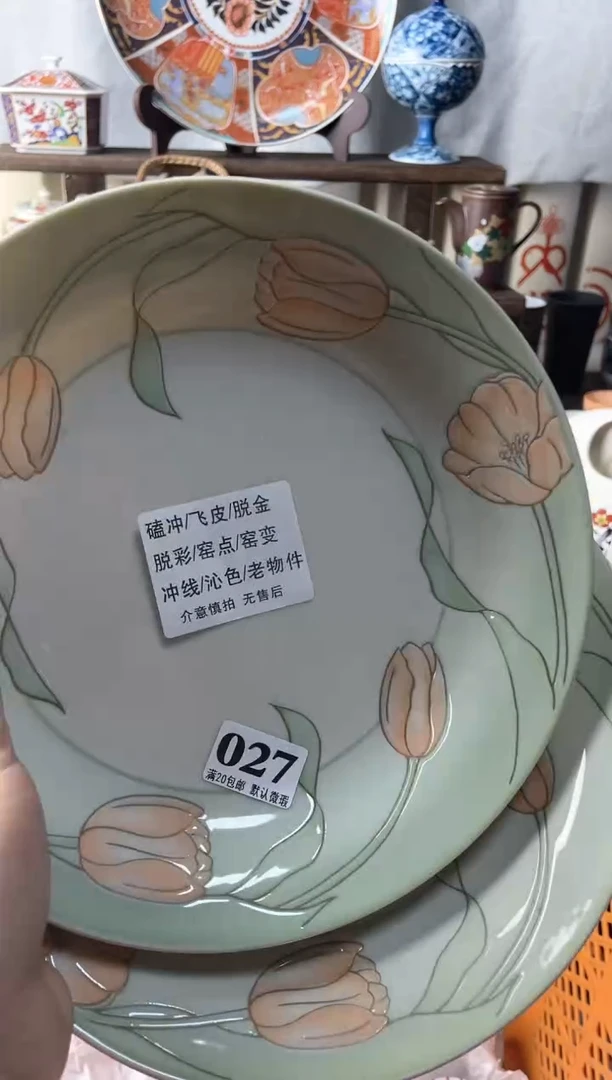 磕冲/飞皮/脱金
脱彩/窑点/窑变
冲线/沁色/老物件
介意慎拍 无售后
027
满20包邮 默认微瑕